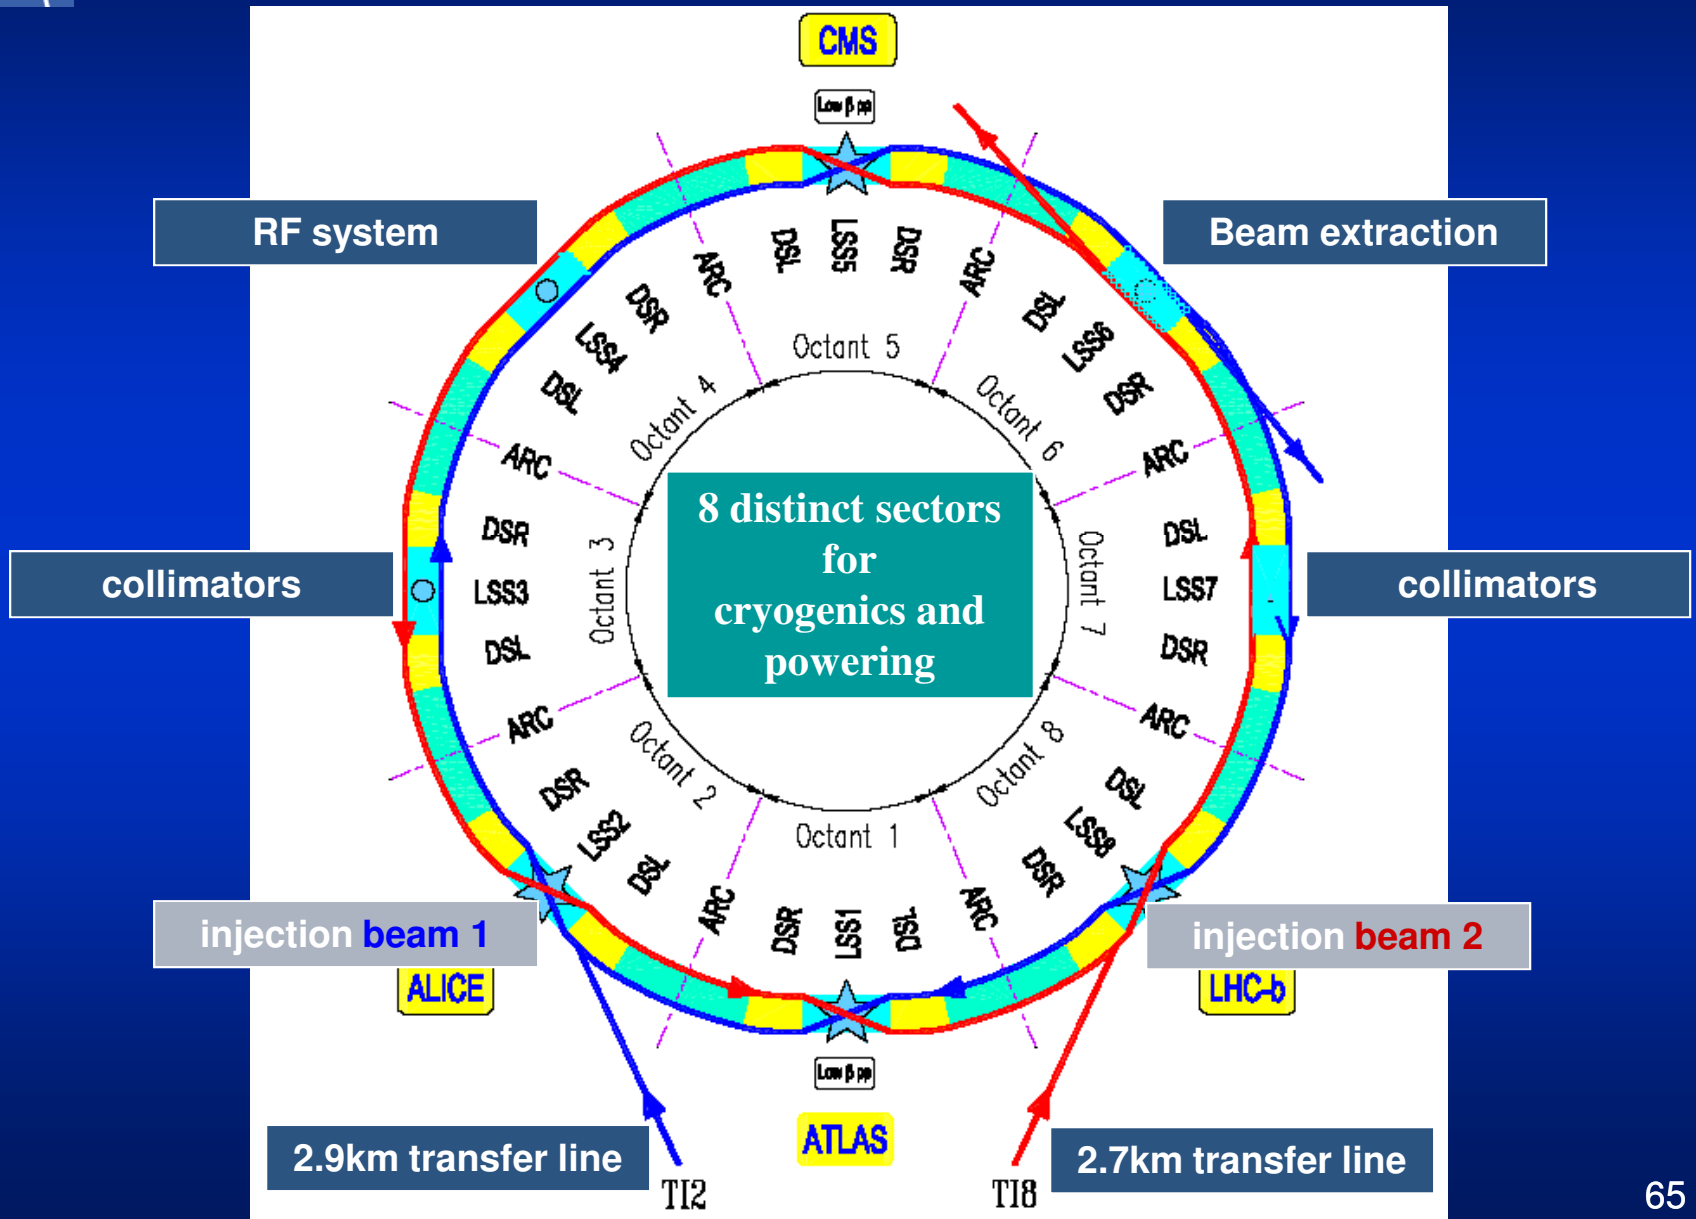 CMS
Low β pp
RF system
Beam extraction
DSL
LSS5
DSR
ARC
ARC
DSR
LSS4
DSL
DSL
LSS6
DSR
Octant 5
Octant 4
Octant 6
ARC
ARC
8 distinct sectors
for
cryogenics and
powering
DSR
LSS3
DSL
Octant 3
Octant 7
DSL
LSS7
DSR
collimators
collimators
ARC
ARC
Octant 2
Octant 8
Octant 1
DSR
LSS2
DSL
DSL
LSS8
DSR
ARC
DSR
LSS1
DSL
ARC
injection beam 1
injection beam 2
ALICE
LHC-b
Low β pp
ATLAS
2.9km transfer line
2.7km transfer line
TI2
TI8
65